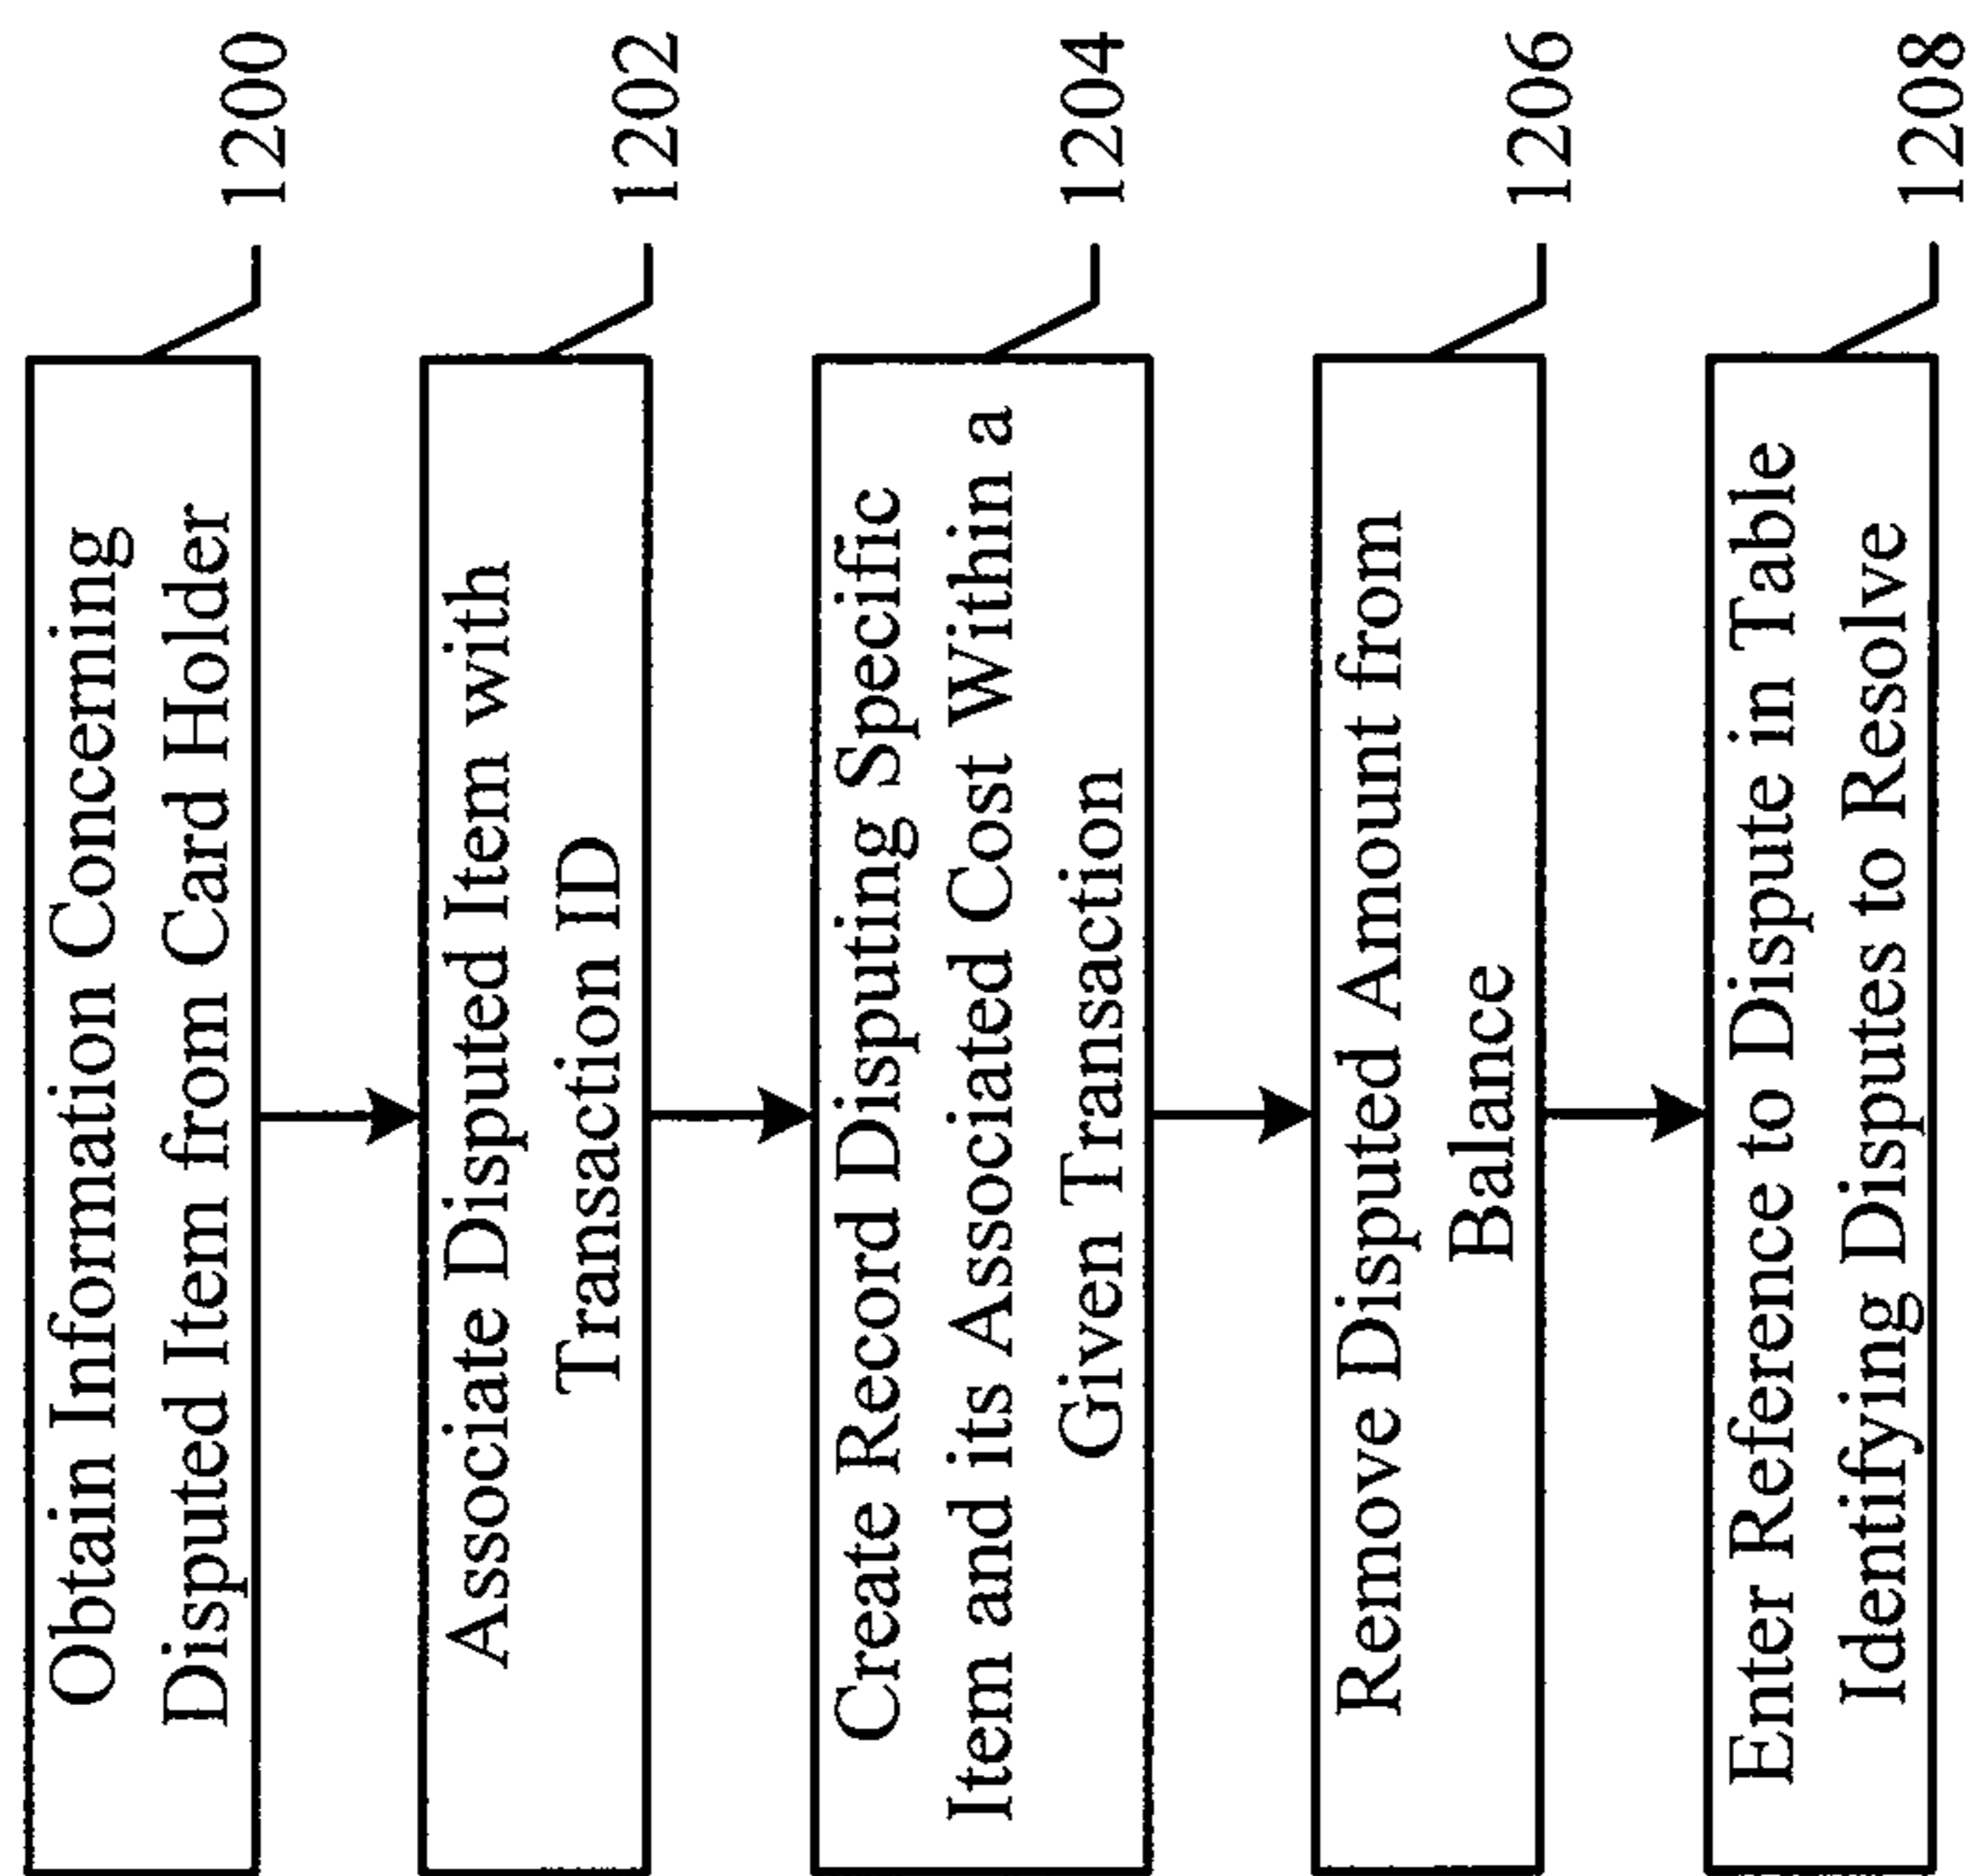 Obtain Information Concerning
Disputed Item from Card Holder
1200
Associate Disputed Item with
Transaction ID
1202
Create Record Disputing Specific
Item and its Associated Cost Within a
Given Transaction
1204
Remove Disputed Amount from
Balance
1206
Enter Reference to Dispute in Table
Identifying Disputes to Resolve
1208